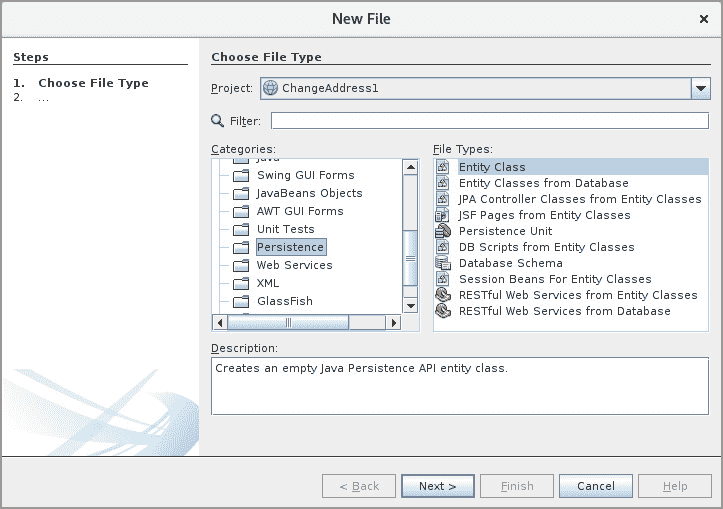 New File
Steps
1. Choose File Type
2. ...
Choose File Type
Project: ChangeAddress1
Filter:
Categories:
Java
Swing GUI Forms
JavaBeans Objects
AWT GUI Forms
Unit Tests
Persistence
Web Services
XML
GlassFish
File Types:
Entity Class
Entity Classes from Database
JPA Controller Classes from Entity Classes
JSF Pages from Entity Classes
Persistence Unit
DB Scripts from Entity Classes
Database Schema
Session Beans For Entity Classes
RESTful Web Services from Entity Classes
RESTful Web Services from Database
Description:
Creates an empty Java Persistence API entity class.
< Back
Next >
Finish
Cancel
Help